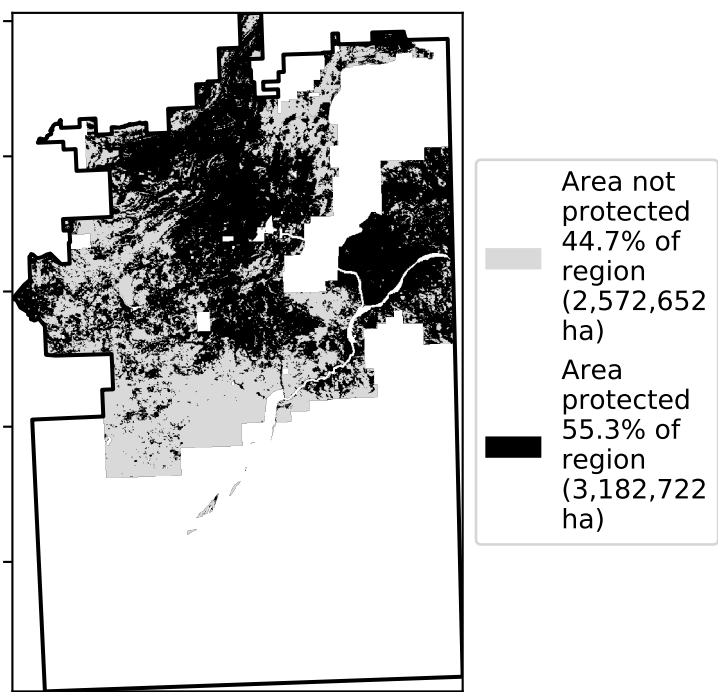 Area not
protected
44.7% of
region
(2,572,652
ha)
Area
protected
55.3% of
region
(3,182,722
ha)